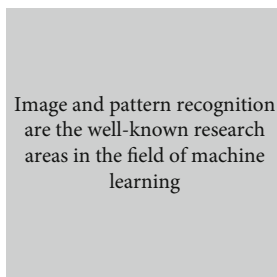 Image and pattern recognition
are the well-known research
areas in the field of machine
learning